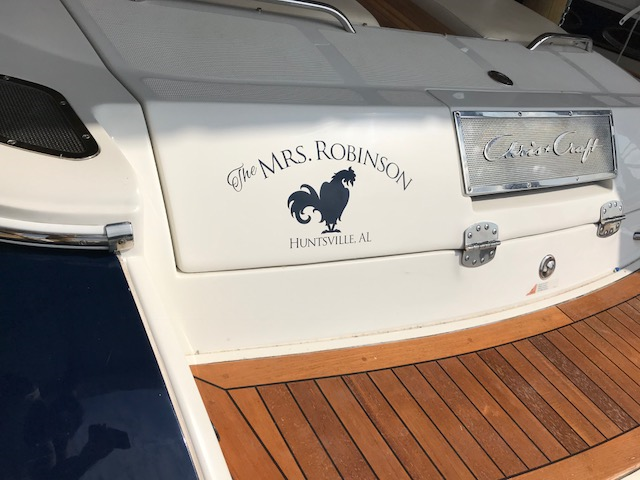 The MRS. ROBINSON
HUNTSVILLE, AL
Chris Craft